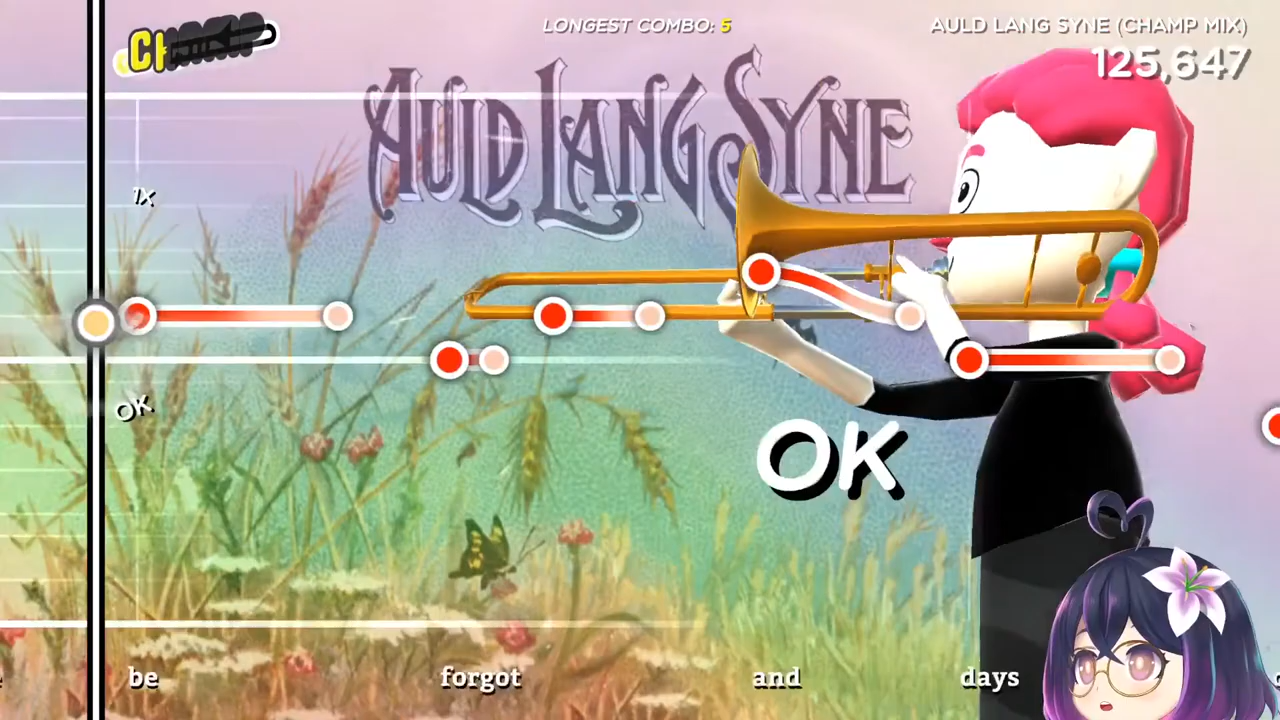 LONGEST COMBO: 5
AULD LANG SYNE (CHAMP MIX)
125,647
AULD LANG SYNE
1X
OK
OK
be forgot and days